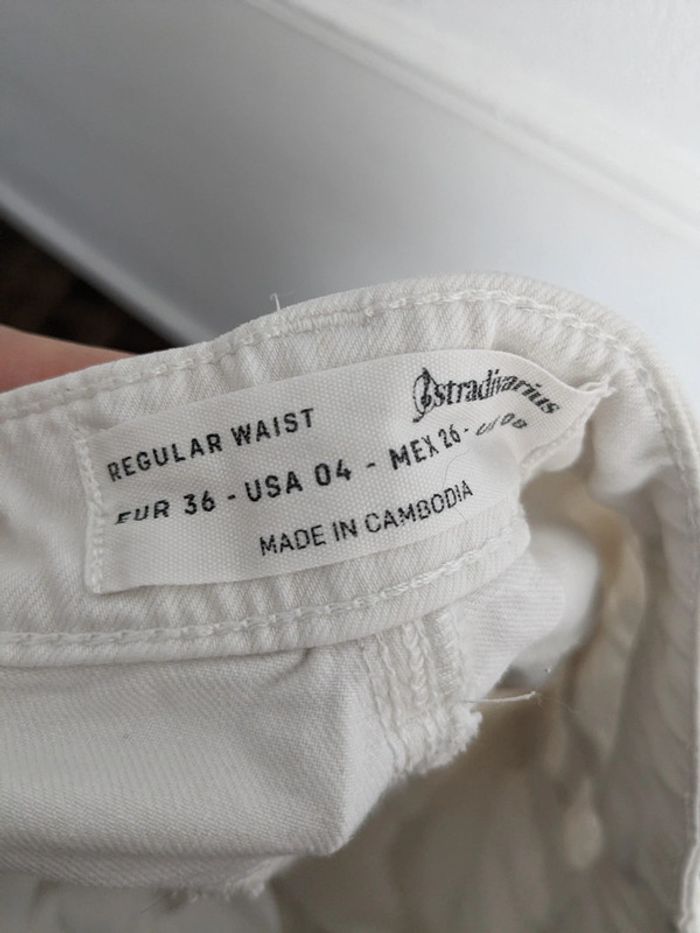 stradivarius
REGULAR WAIST
EUR 36 - USA 04 - MEX 26 -
MADE IN CAMBODIA